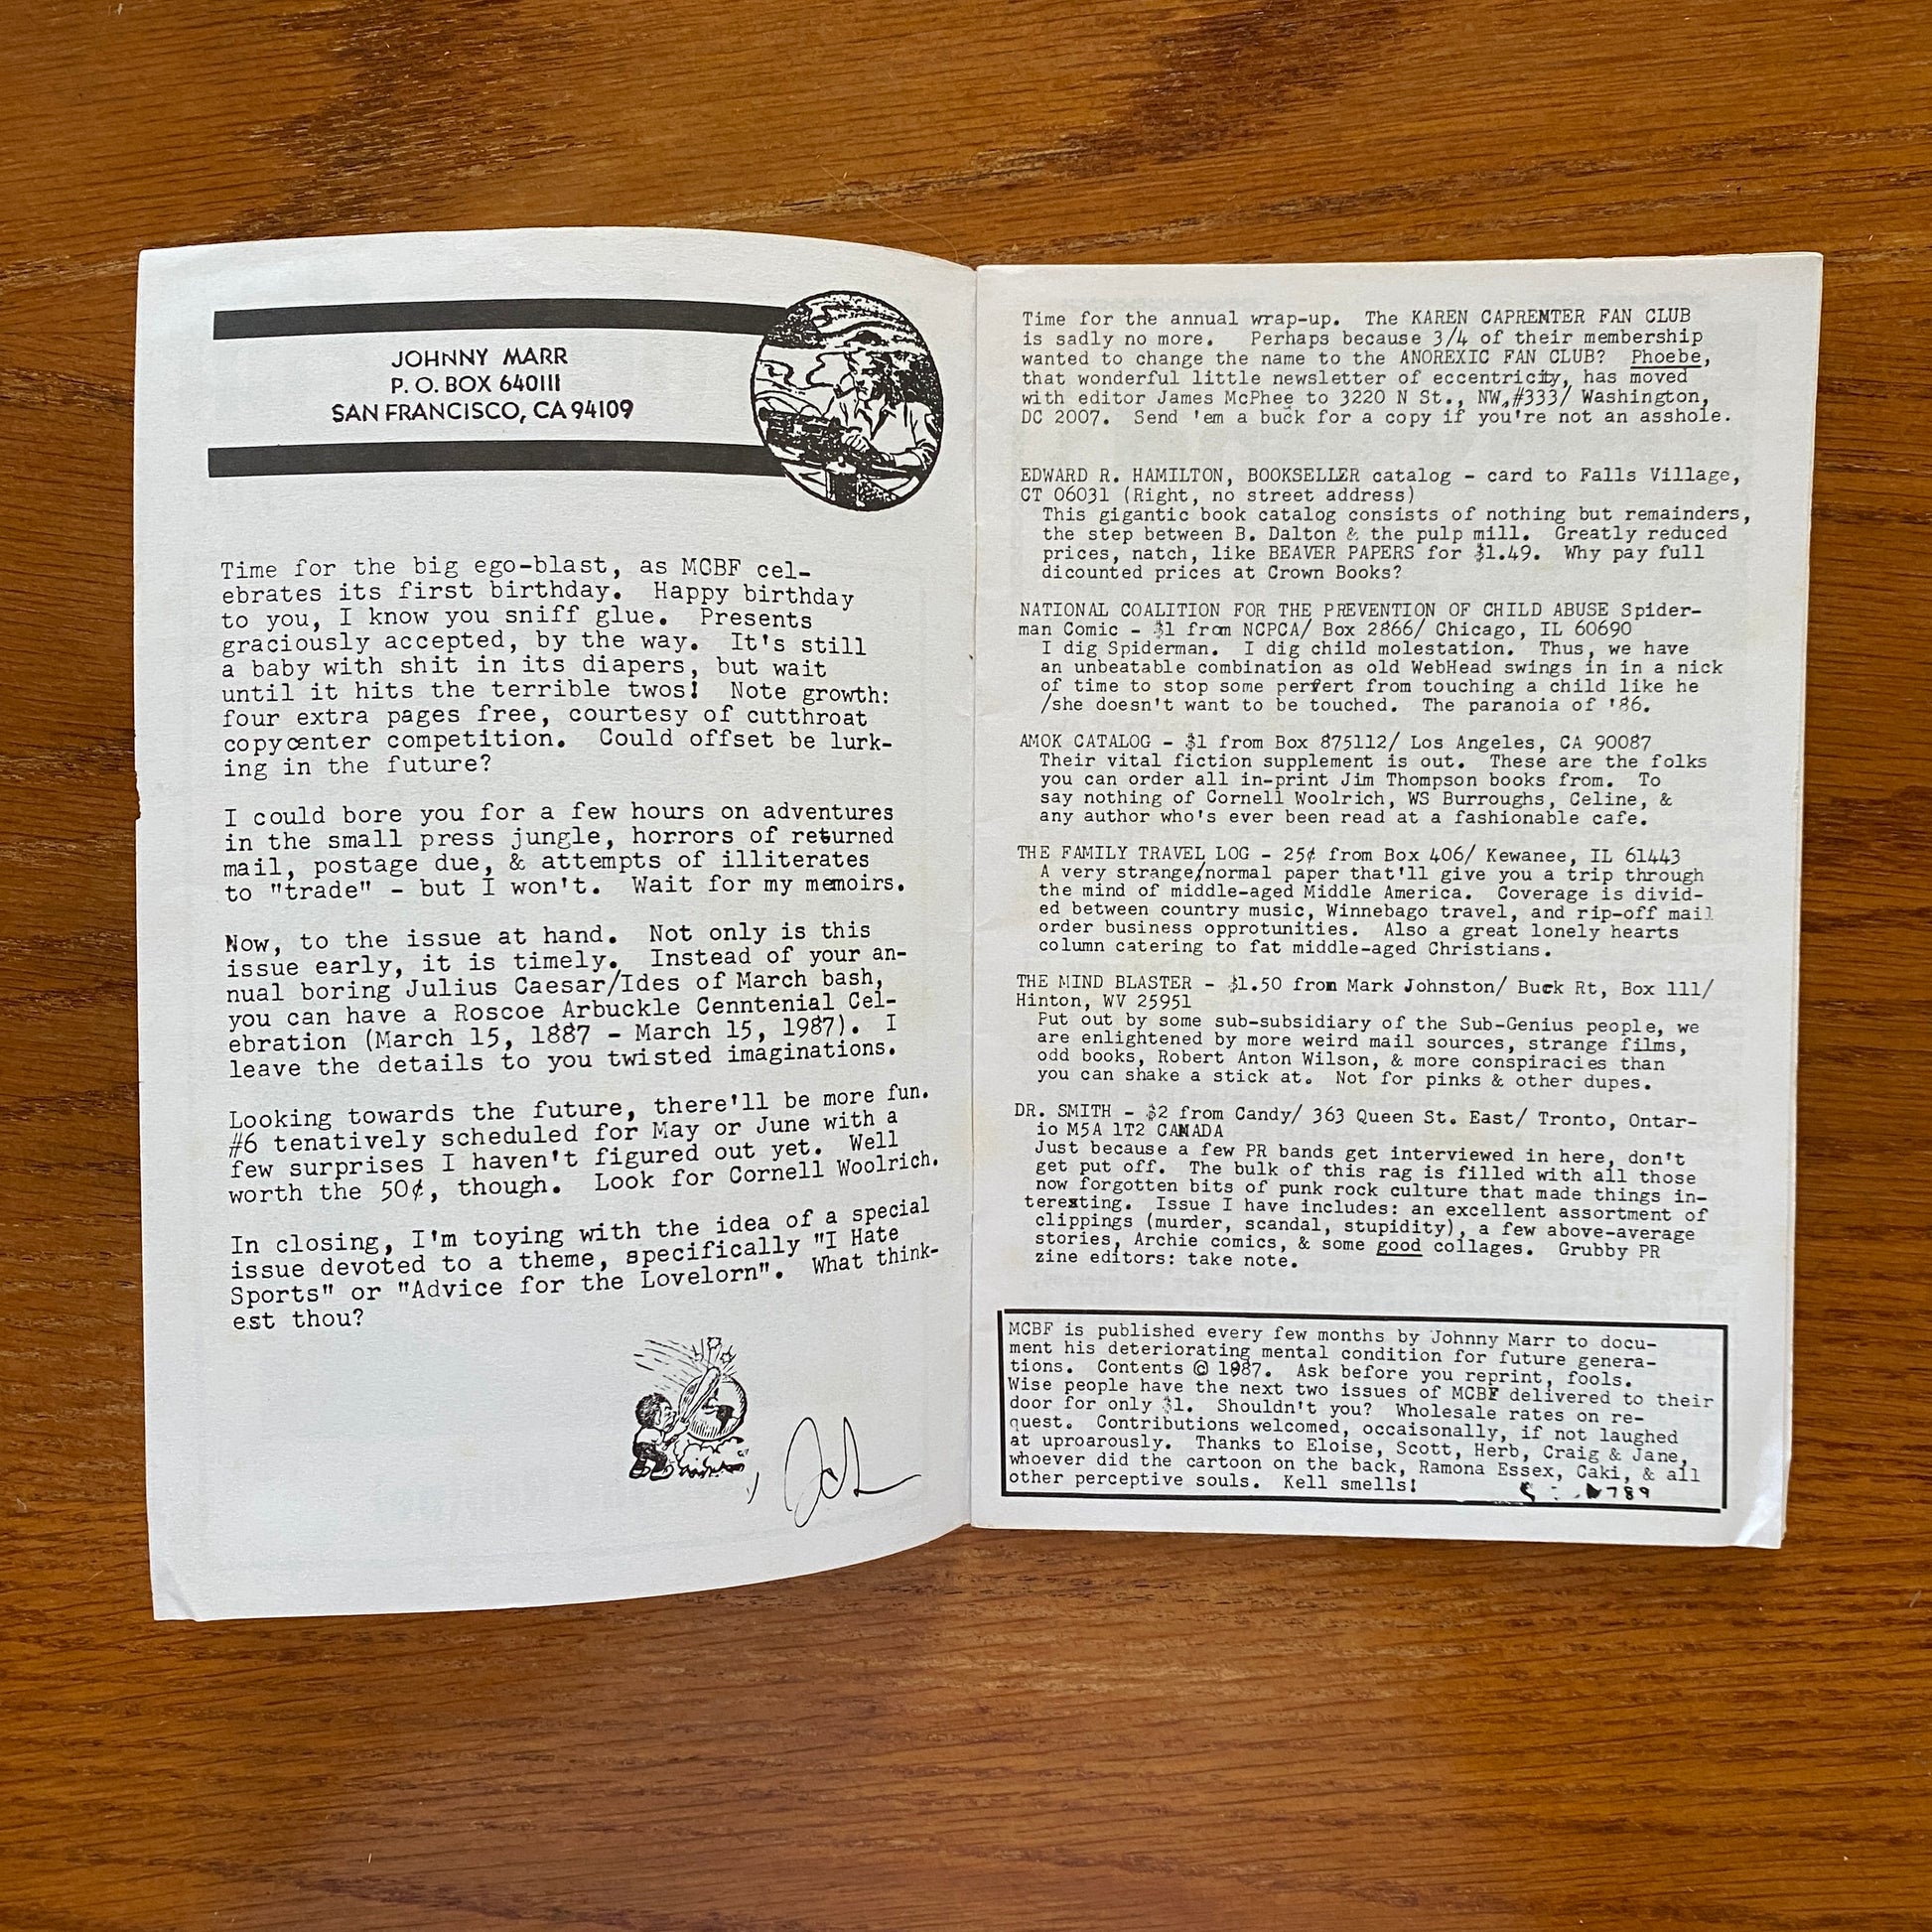 JOHNNY MARR
P. O. BOX 640111
SAN FRANCISCO, CA 94109
Time for the big ego-blast, as MCBF cel-
ebrates its first birthday. Happy birthday
to you, I know you sniff glue. Presents
graciously accepted, by the way. It's still
a baby with shit in its diapers, but wait
until it hits the terrible twos! Note growth:
four extra pages free, courtesy of cutthroat
copycenter competition. Could offset be lurk-
ing in the future?
I could bore you for a few hours on adventures
in the small press jungle, horrors of returned
mail, postage due, & attempts of illiterates
to "trade" - but I won't. Wait for my memoirs.
Now, to the issue at hand. Not only is this
issue early, it is timely. Instead of your an-
nual boring Julius Caesar/Ides of March bash,
you can have a Roscoe Arbuckle Cenntenial Cel-
ebration (March 15, 1887 - March 15, 1987). I
leave the details to you twisted imaginations.
Looking towards the future, there'll be more fun.
#6 tenatively scheduled for May or June with a
few surprises I haven't figured out yet. Well
worth the 50¢, though. Look for Cornell Woolrich.
In closing, I'm toying with the idea of a special
issue devoted to a theme, specifically "I Hate
Sports" or "Advice for the Lovelorn". What think-
est thou?
Time for the annual wrap-up. The KAREN CAPRENTER FAN CLUB
is sadly no more. Perhaps because 3/4 of their membership
wanted to change the name to the ANOREXIC FAN CLUB? Phoebe,
that wonderful little newsletter of eccentricity, has moved
with editor James McPhee to 3220 N St., NW, #333/ Washington,
DC 2007. Send 'em a buck for a copy if you're not an asshole.
EDWARD R. HAMILTON, BOOKSELLER catalog - card to Falls Village,
CT 06031 (Right, no street address)
This gigantic book catalog consists of nothing but remainders,
the step between B. Dalton & the pulp mill. Greatly reduced
prices, natch, like BEAVER PAPERS for $1.49. Why pay full
dicounted prices at Crown Books?
NATIONAL COALITION FOR THE PREVENTION OF CHILD ABUSE Spider-
man Comic - $1 from NCPCA/ Box 2866/ Chicago, IL 60690
I dig Spiderman. I dig child molestation. Thus, we have
an unbeatable combination as old WebHead swings in in a nick
of time to stop some perfert from touching a child like he
/she doesn't want to be touched. The paranoia of '86.
AMOK CATALOG - $1 from Box 875112/ Los Angeles, CA 90087
Their vital fiction supplement is out. These are the folks
you can order all in-print Jim Thompson books from. To
say nothing of Cornell Woolrich, WS Burroughs, Celine, &
any author who's ever been read at a fashionable cafe.
THE FAMILY TRAVEL LOG - 25¢ from Box 406/ Kewanee, IL 61443
A very strange/normal paper that'll give you a trip through
the mind of middle-aged Middle America. Coverage is divid-
ed between country music, Winnebago travel, and rip-off mail
order business opprotunities. Also a great lonely hearts
column catering to fat middle-aged Christians.
THE MIND BLASTER - $1.50 from Mark Johnston/ Buck Rt, Box 111/
Hinton, WV 25951
Put out by some sub-subsidiary of the Sub-Genius people, we
are enlightened by more weird mail sources, strange films,
odd books, Robert Anton Wilson, & more conspiracies than
you can shake a stick at. Not for pinks & other dupes.
DR. SMITH - $2 from Candy/ 363 Queen St. East/ Tronto, Ontar-
io M5A 1T2 CANADA
Just because a few PR bands get interviewed in here, don't
get put off. The bulk of this rag is filled with all those
now forgotten bits of punk rock culture that made things in-
teresting. Issue I have includes: an excellent assortment of
clippings (murder, scandal, stupidity), a few above-average
stories, Archie comics, & some good collages. Grubby PR
zine editors: take note.
MCBF is published every few months by Johnny Marr to docu-
ment his deteriorating mental condition for future genera-
tions. Contents © 1987. Ask before you reprint, fools.
Wise people have the next two issues of MCBF delivered to their
door for only $1. Shouldn't you? Wholesale rates on re-
quest. Contributions welcomed, occaisonally, if not laughed
at uproarously. Thanks to Eloise, Scott, Herb, Craig & Jane,
whoever did the cartoon on the back, Ramona Essex, Caki, & all
other perceptive souls. Kell smells!
789